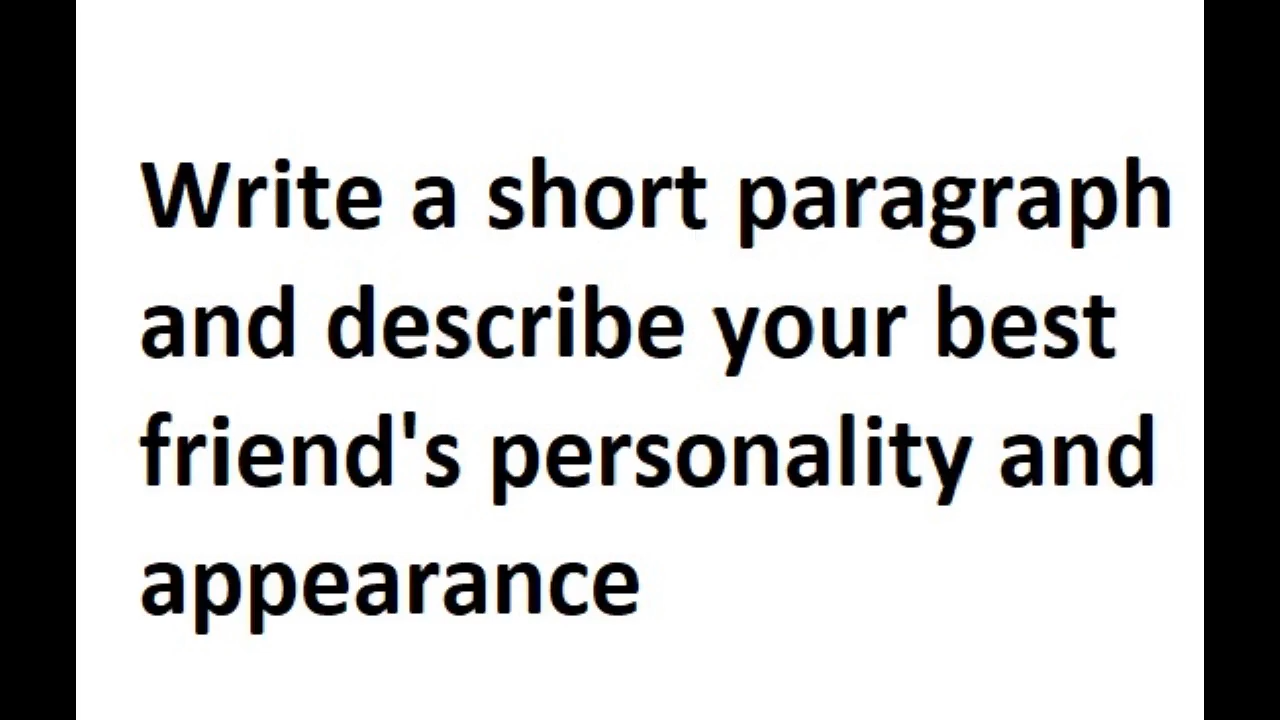 Write a short paragraph
and describe your best
friend's personality and
appearance